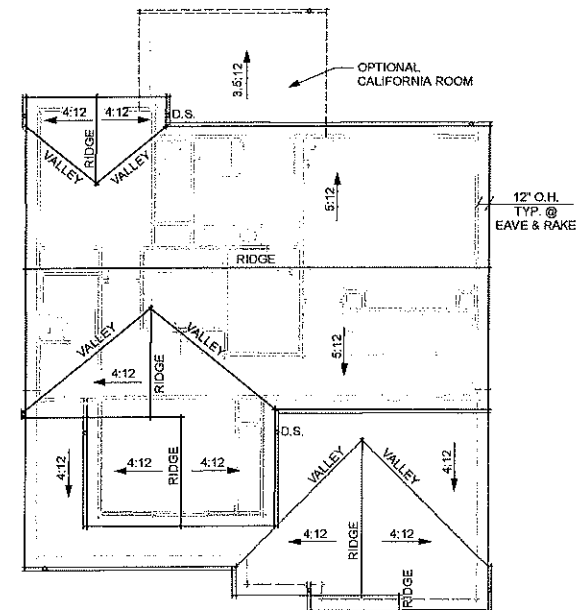 OPTIONAL
CALIFORNIA ROOM
3.5:12
4:12
4:12
D.S.
RIDGE
VALLEY
VALLEY
5:12
12" O.H.
TYP. @
EAVE & RAKE
RIDGE
5:12
VALLEY
VALLEY
4:12
RIDGE
D.S.
4:12
4:12
4:12
RIDGE
VALLEY
VALLEY
4:12
4:12
4:12
RIDGE
RIDGE